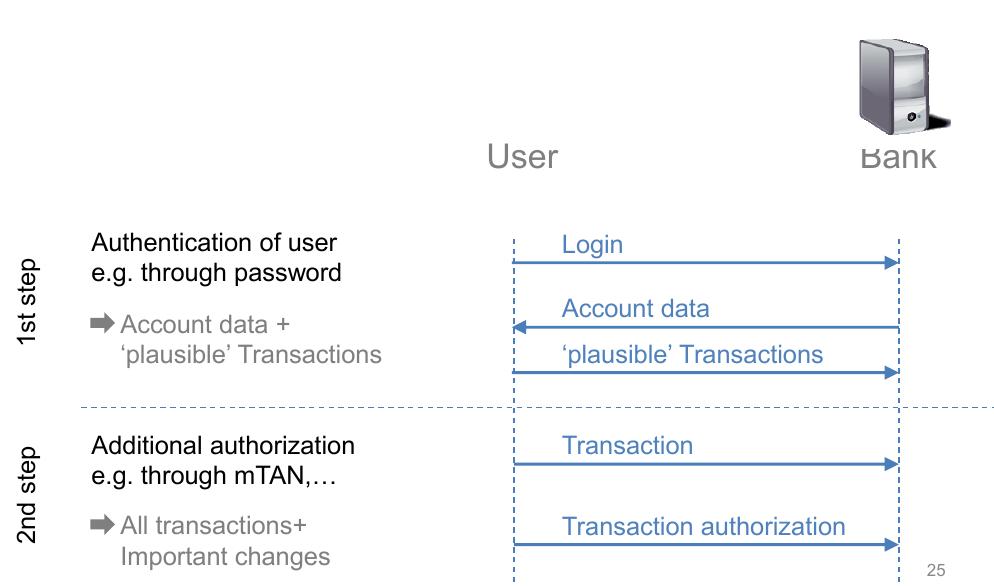 User
Bank
1st step
Authentication of user
e.g. through password
Account data +
‘plausible’ Transactions
Login
Account data
‘plausible’ Transactions
2nd step
Additional authorization
e.g. through mTAN,…
All transactions+
Important changes
Transaction
Transaction authorization
25